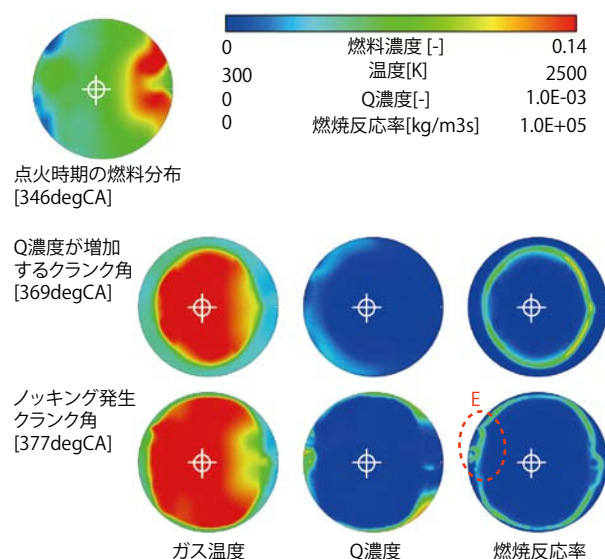 0 燃料濃度 [-] 0.14
300 温度[K] 2500
0 Q濃度[-] 1.0E-03
0 燃焼反応率[kg/m3s] 1.0E+05
点火時期の燃料分布
[346degCA]
Q濃度が増加
するクランク角
[369degCA]
ノッキング発生
クランク角
[377degCA]
E
ガス温度 Q濃度 燃焼反応率